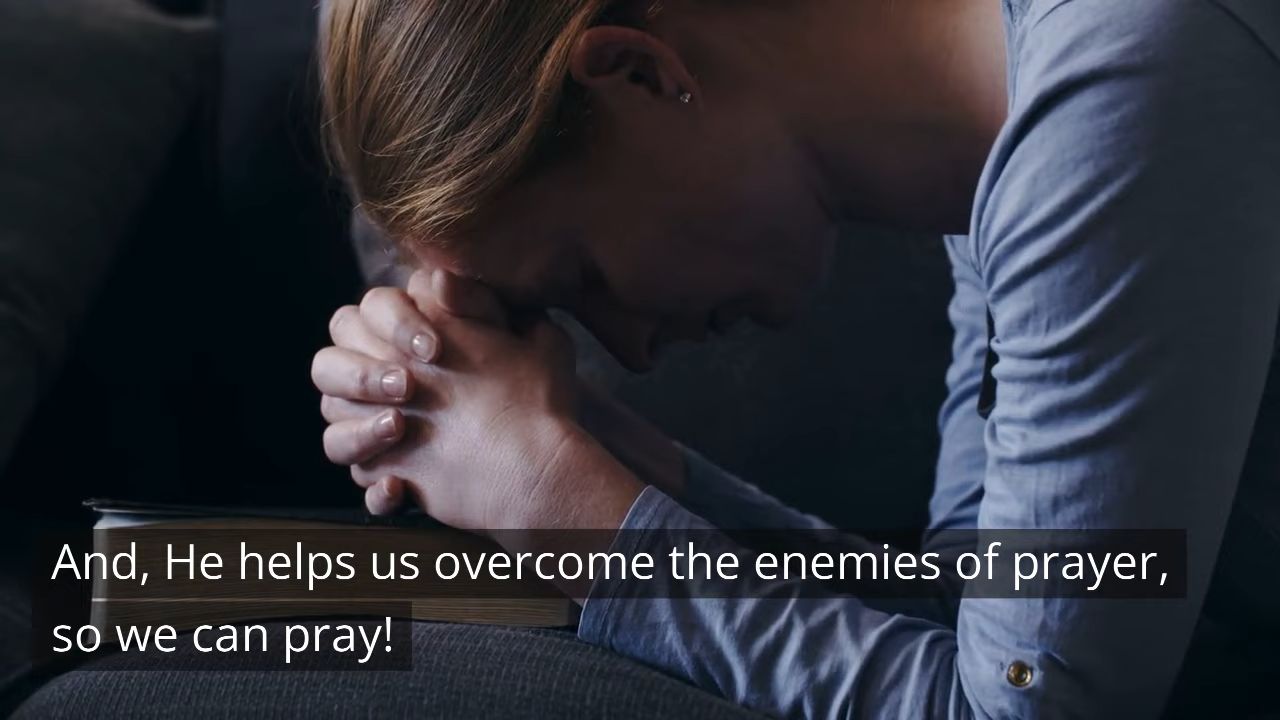 And, He helps us overcome the enemies of prayer,
so we can pray!